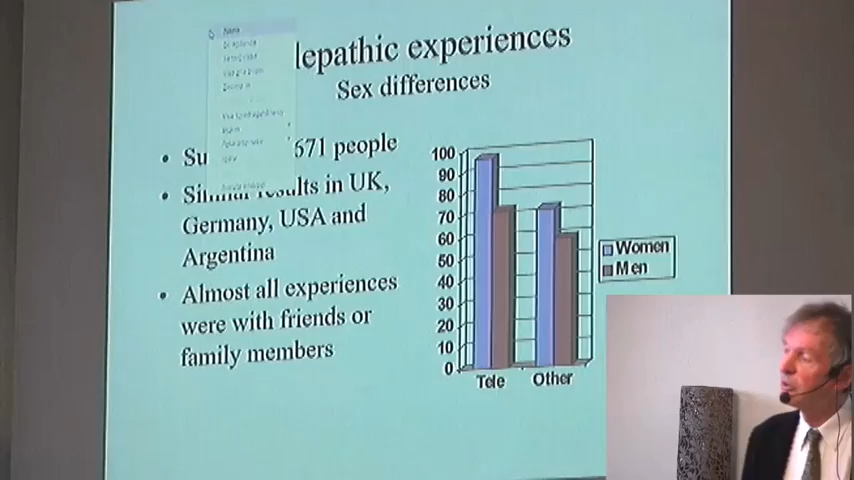 lepathic experiences
Sex differences
Su 671 people
Similar results in UK,
Germany, USA and
Argentina
Almost all experiences
were with friends or
family members
100
90
80
70
60
50
40
30
20
10
0
Tele Other
Women
Men